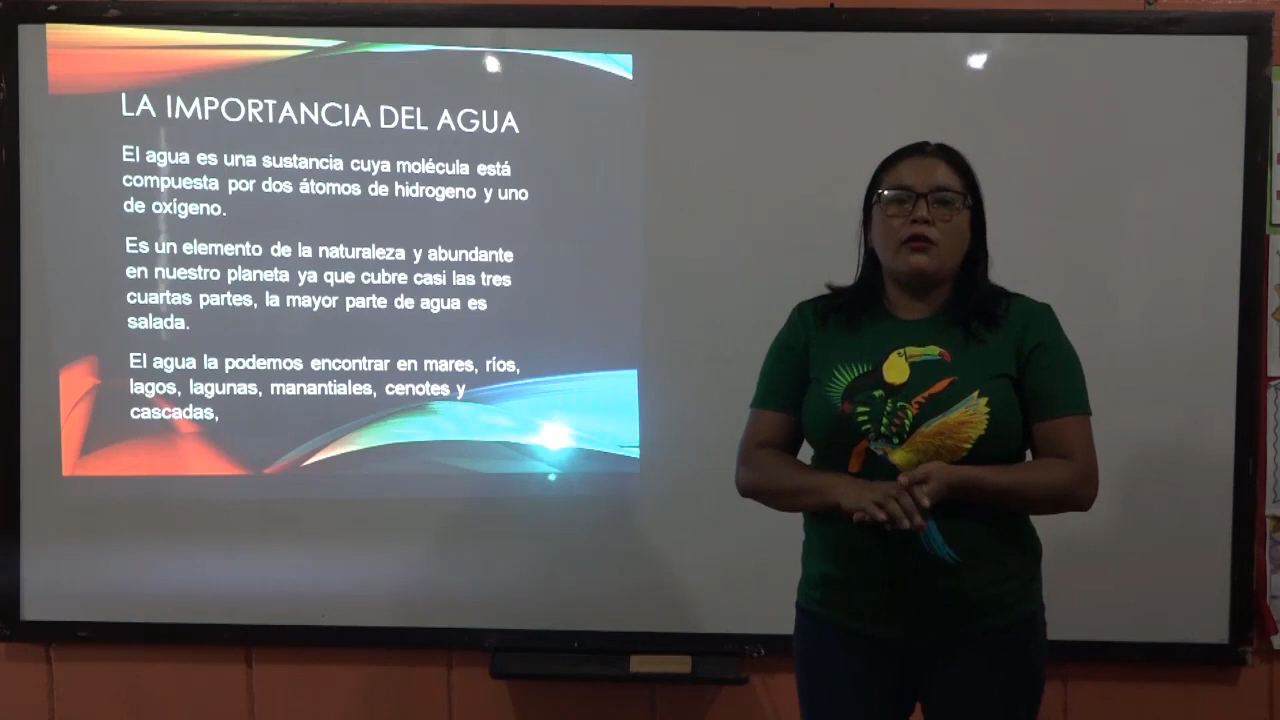 LA IMPORTANCIA DEL AGUA
El agua es una sustancia cuya molécula está
compuesta por dos átomos de hidrogeno y uno
de oxígeno.
Es un elemento de la naturaleza y abundante
en nuestro planeta ya que cubre casi las tres
cuartas partes, la mayor parte de agua es
salada.
El agua la podemos encontrar en mares, ríos,
lagos, lagunas, manantiales, cenotes y
cascadas,